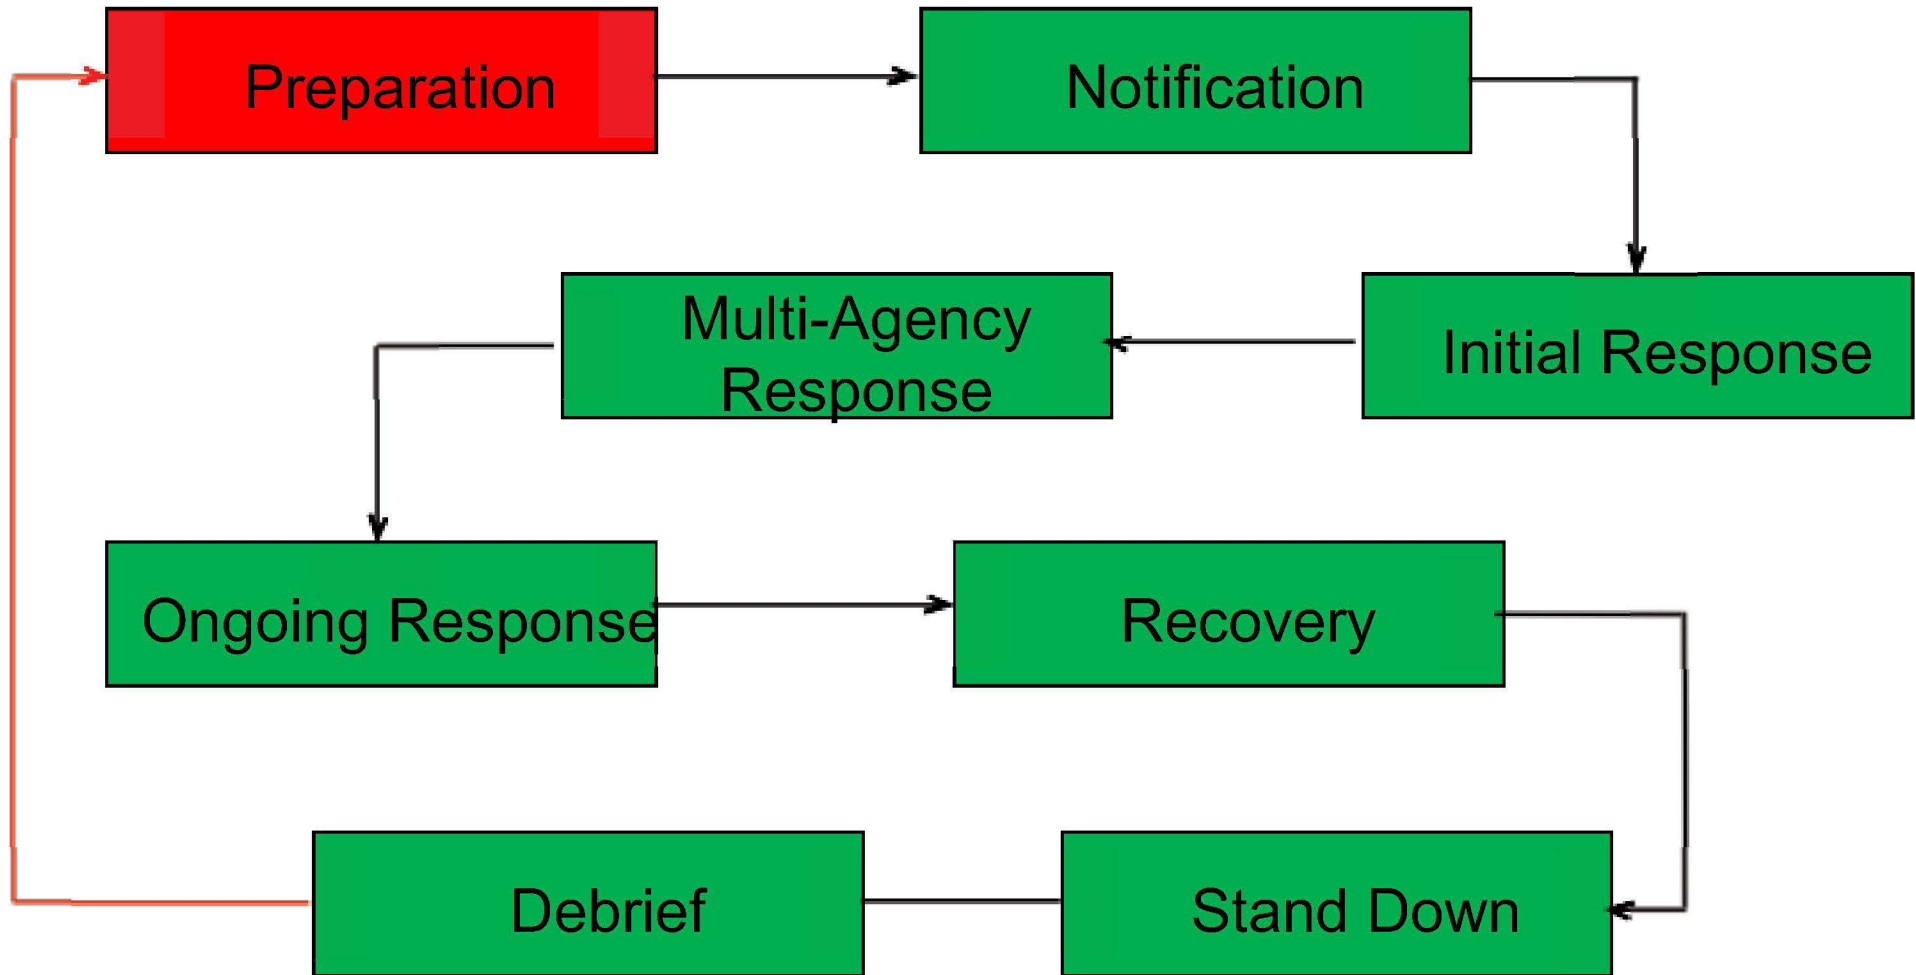 Preparation
Notification
Multi-Agency
Response
Initial Response
Ongoing Response
Recovery
Debrief
Stand Down